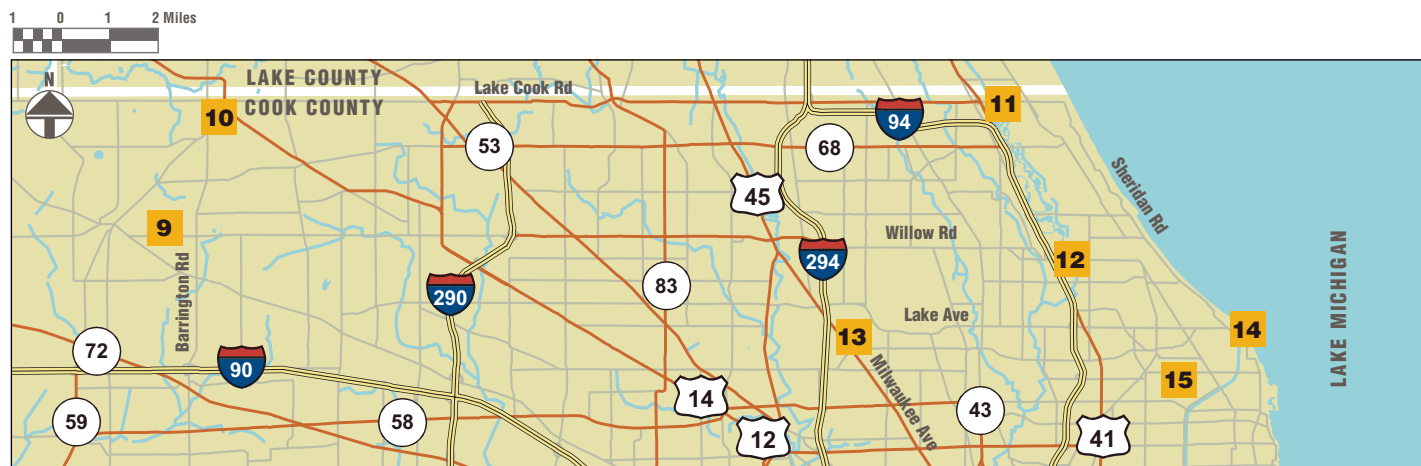 1 0 1 2 Miles
N
LAKE COUNTY
COOK COUNTY
Lake Cook Rd
10
11
94
53
68
45
Sheridan Rd
9
Willow Rd
Barrington Rd
294
12
290
83
LAKE MICHIGAN
Lake Ave
14
13
72
90
Milwaukee Ave
15
14
59
58
43
12
41